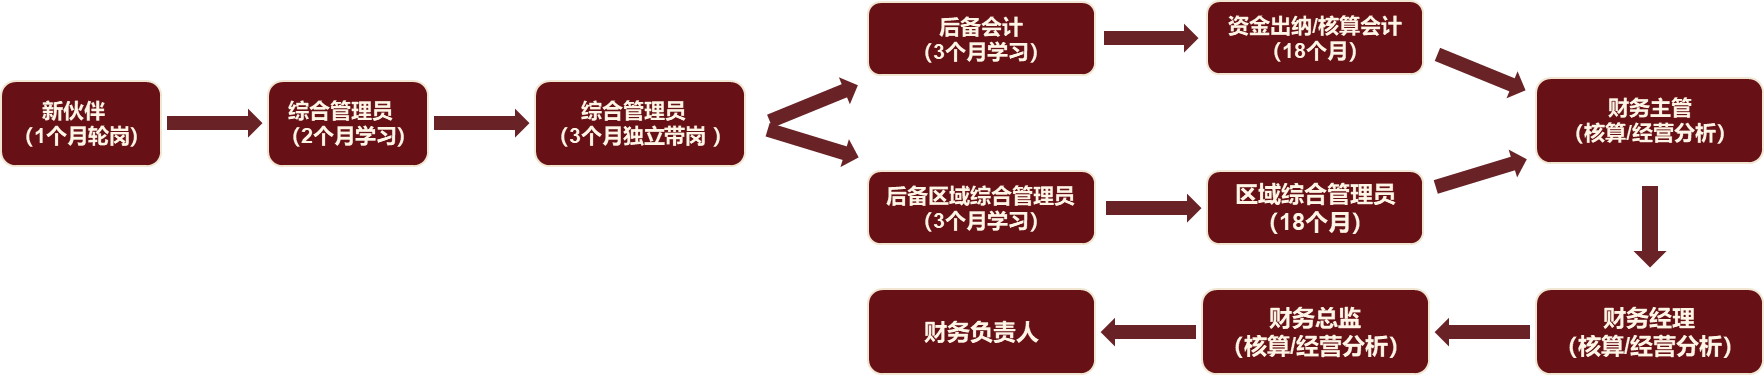 新伙伴
（1个月轮岗）
综合管理员
（2个月学习）
综合管理员
（3个月独立带岗 ）
后备会计
（3个月学习）
资金出纳/核算会计
（18个月）
后备区域综合管理员
（3个月学习）
区域综合管理员
（18个月）
财务主管
（核算/经营分析）
财务经理
（核算/经营分析）
财务总监
（核算/经营分析）
财务负责人